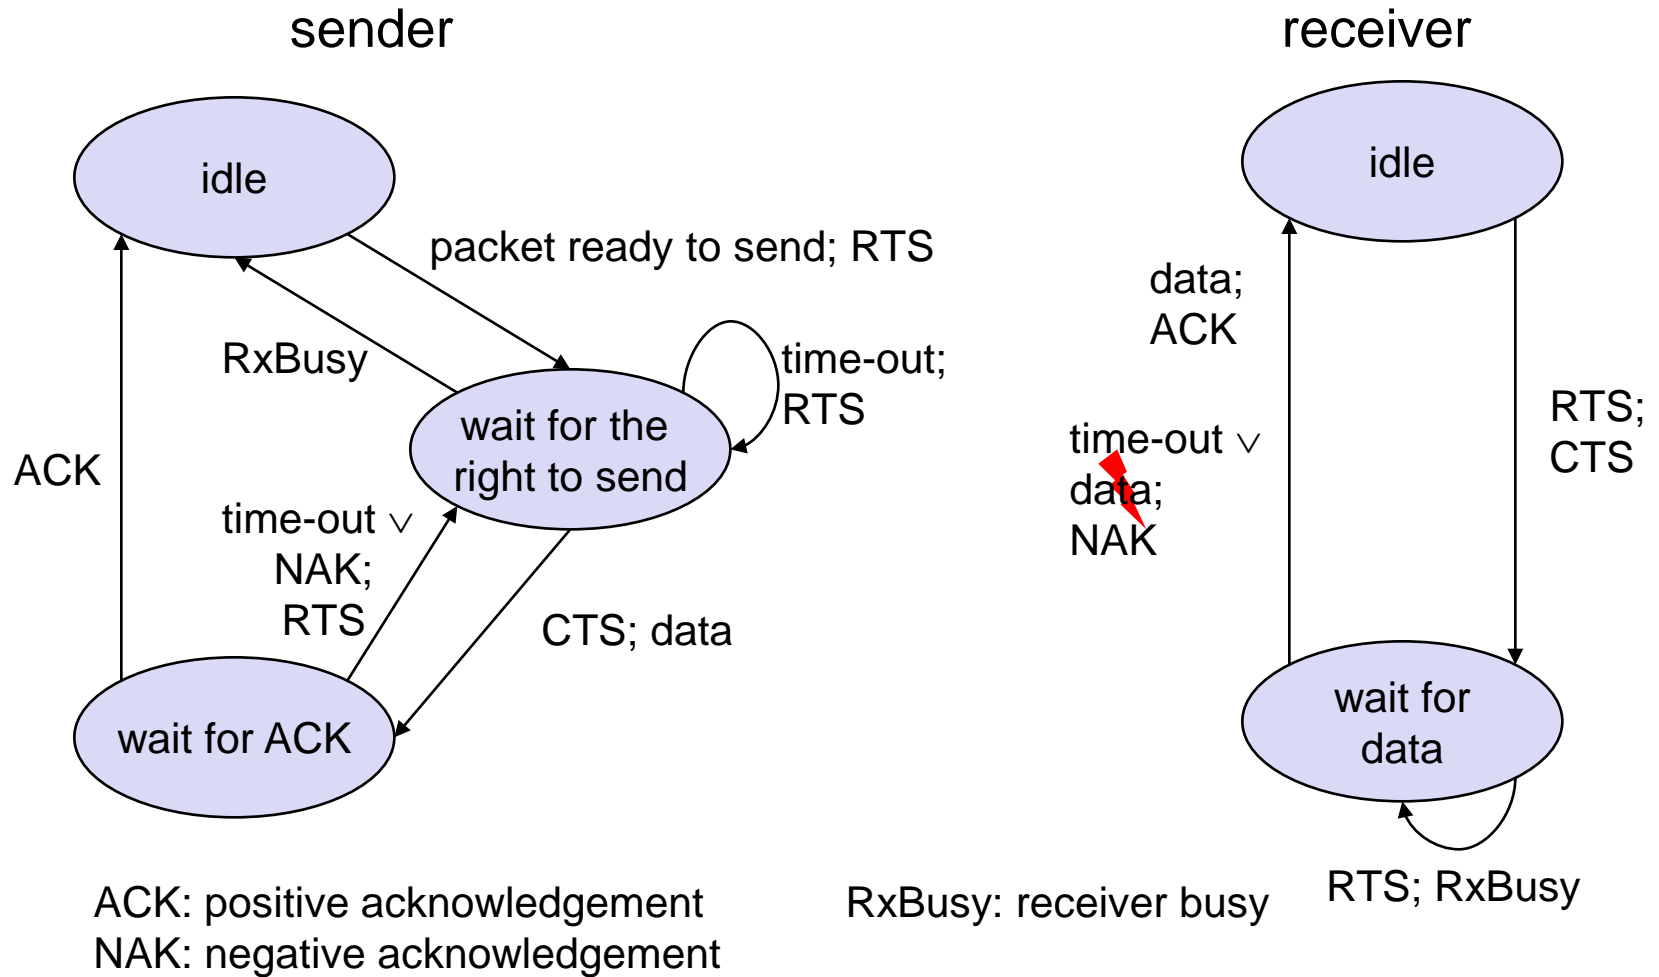 sender
receiver
idle
idle
packet ready to send; RTS
data;
ACK
RxBusy
time-out;
RTS
wait for the
right to send
RTS;
CTS
time-out ∨
data;
NAK
ACK
time-out ∨
NAK;
RTS
CTS; data
wait for ACK
wait for
data
RTS; RxBusy
ACK: positive acknowledgement
NAK: negative acknowledgement
RxBusy: receiver busy